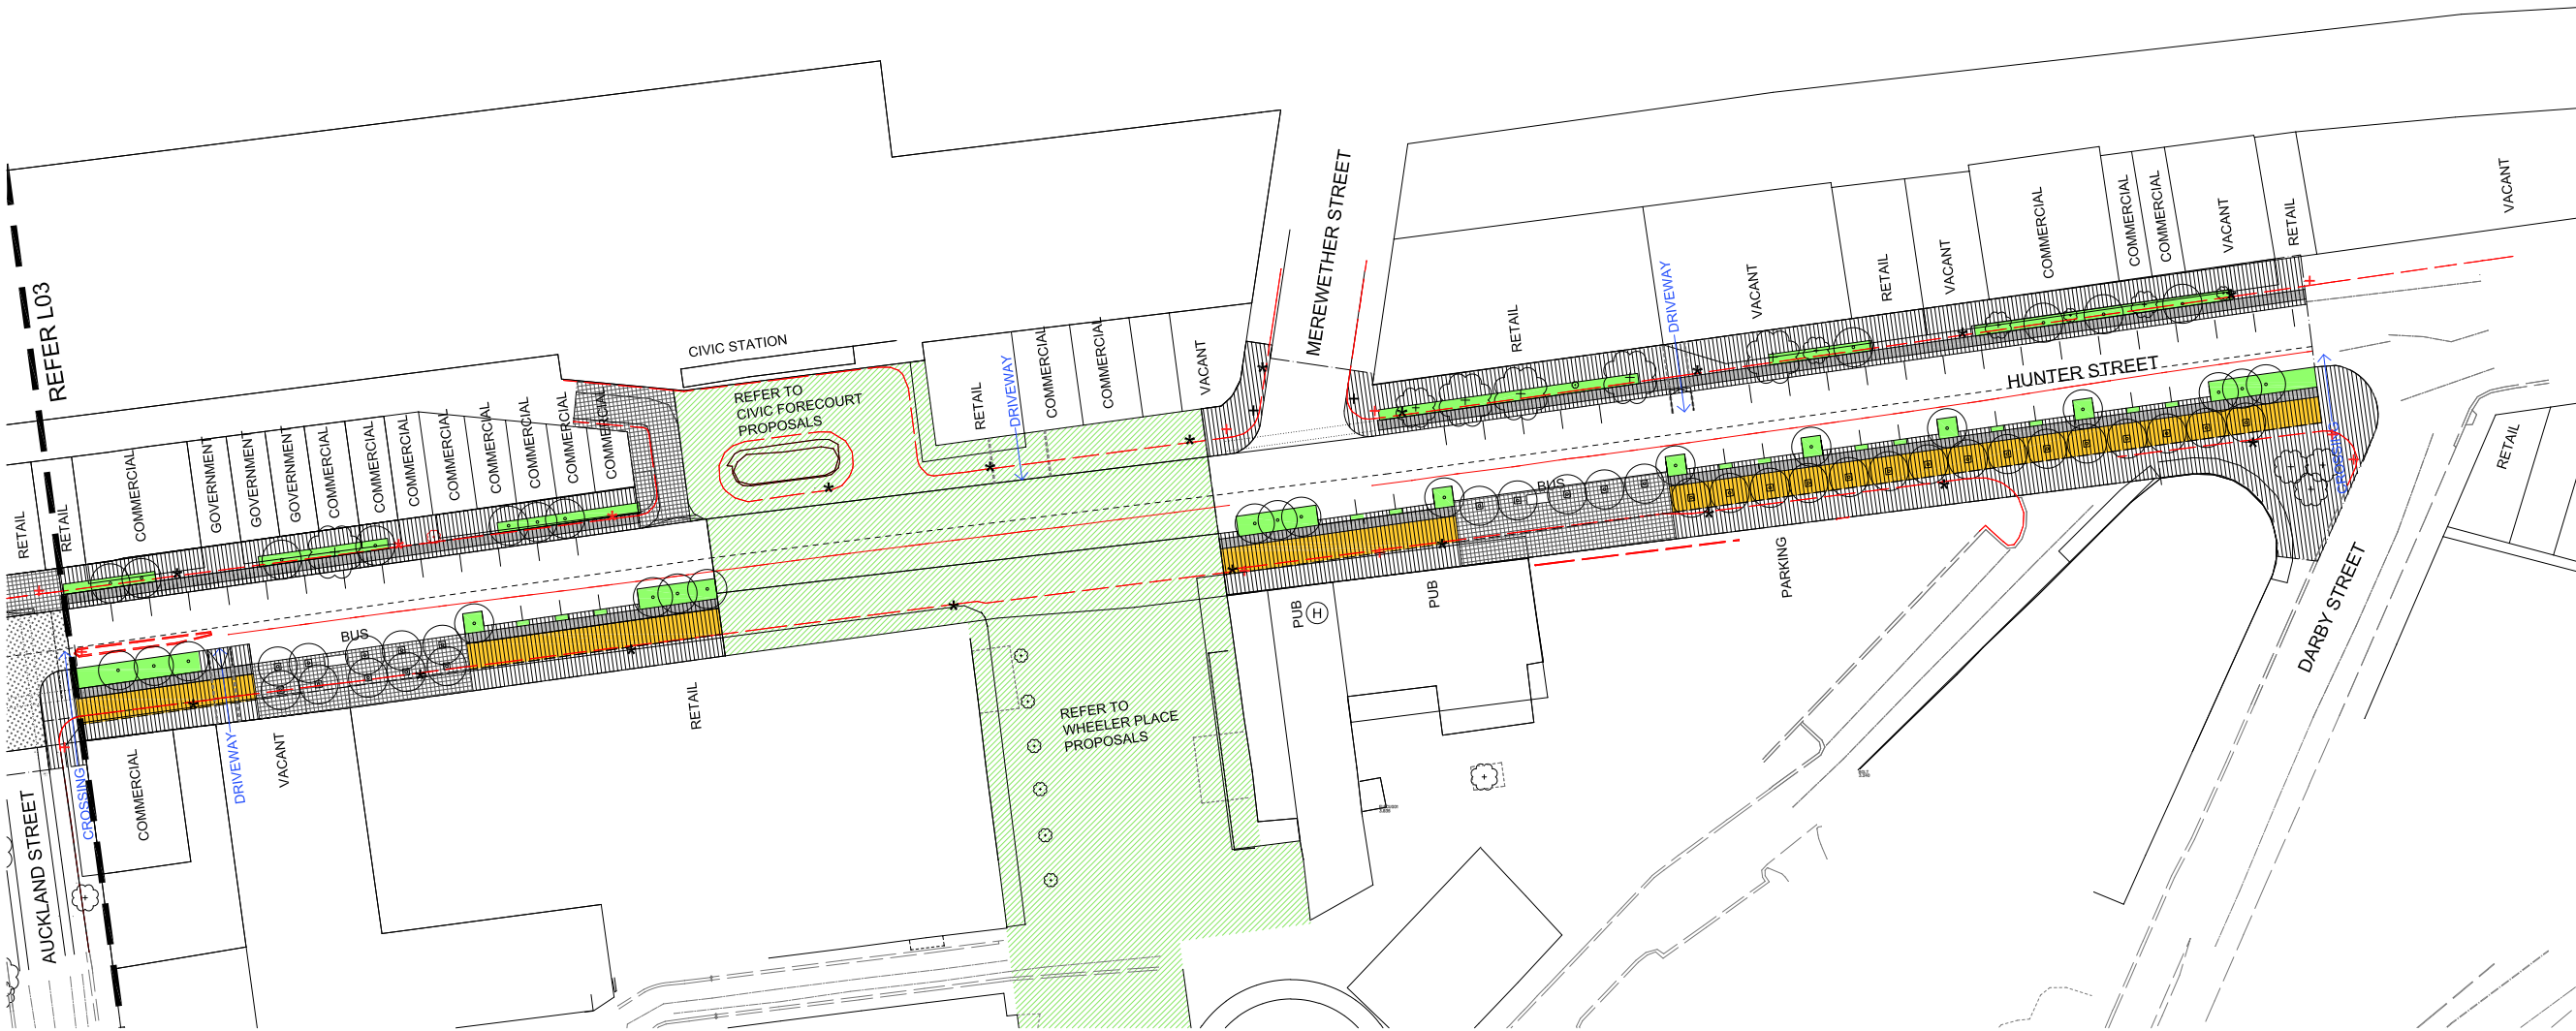 REFER L03
RETAIL
RETAIL
COMMERCIAL
GOVERNMENT
GOVERNMENT
GOVERNMENT
COMMERCIAL
COMMERCIAL
COMMERCIAL
COMMERCIAL
COMMERCIAL
COMMERCIAL
COMMERCIAL
COMMERCIAL
CIVIC STATION
REFER TO
CIVIC FORECOURT
PROPOSALS
RETAIL
DRIVEWAY
COMMERCIAL
COMMERCIAL
VACANT
MEREWETHER STREET
RETAIL
DRIVEWAY
VACANT
RETAIL
VACANT
COMMERCIAL
COMMERCIAL
COMMERCIAL
VACANT
RETAIL
VACANT
HUNTER STREET
BUS
BUS
CROSSING
RETAIL
AUCKLAND STREET
CROSSING
COMMERCIAL
DRIVEWAY
VACANT
RETAIL
REFER TO
WHEELER PLACE
PROPOSALS
PUB
H
PUB
PARKING
DARBY STREET